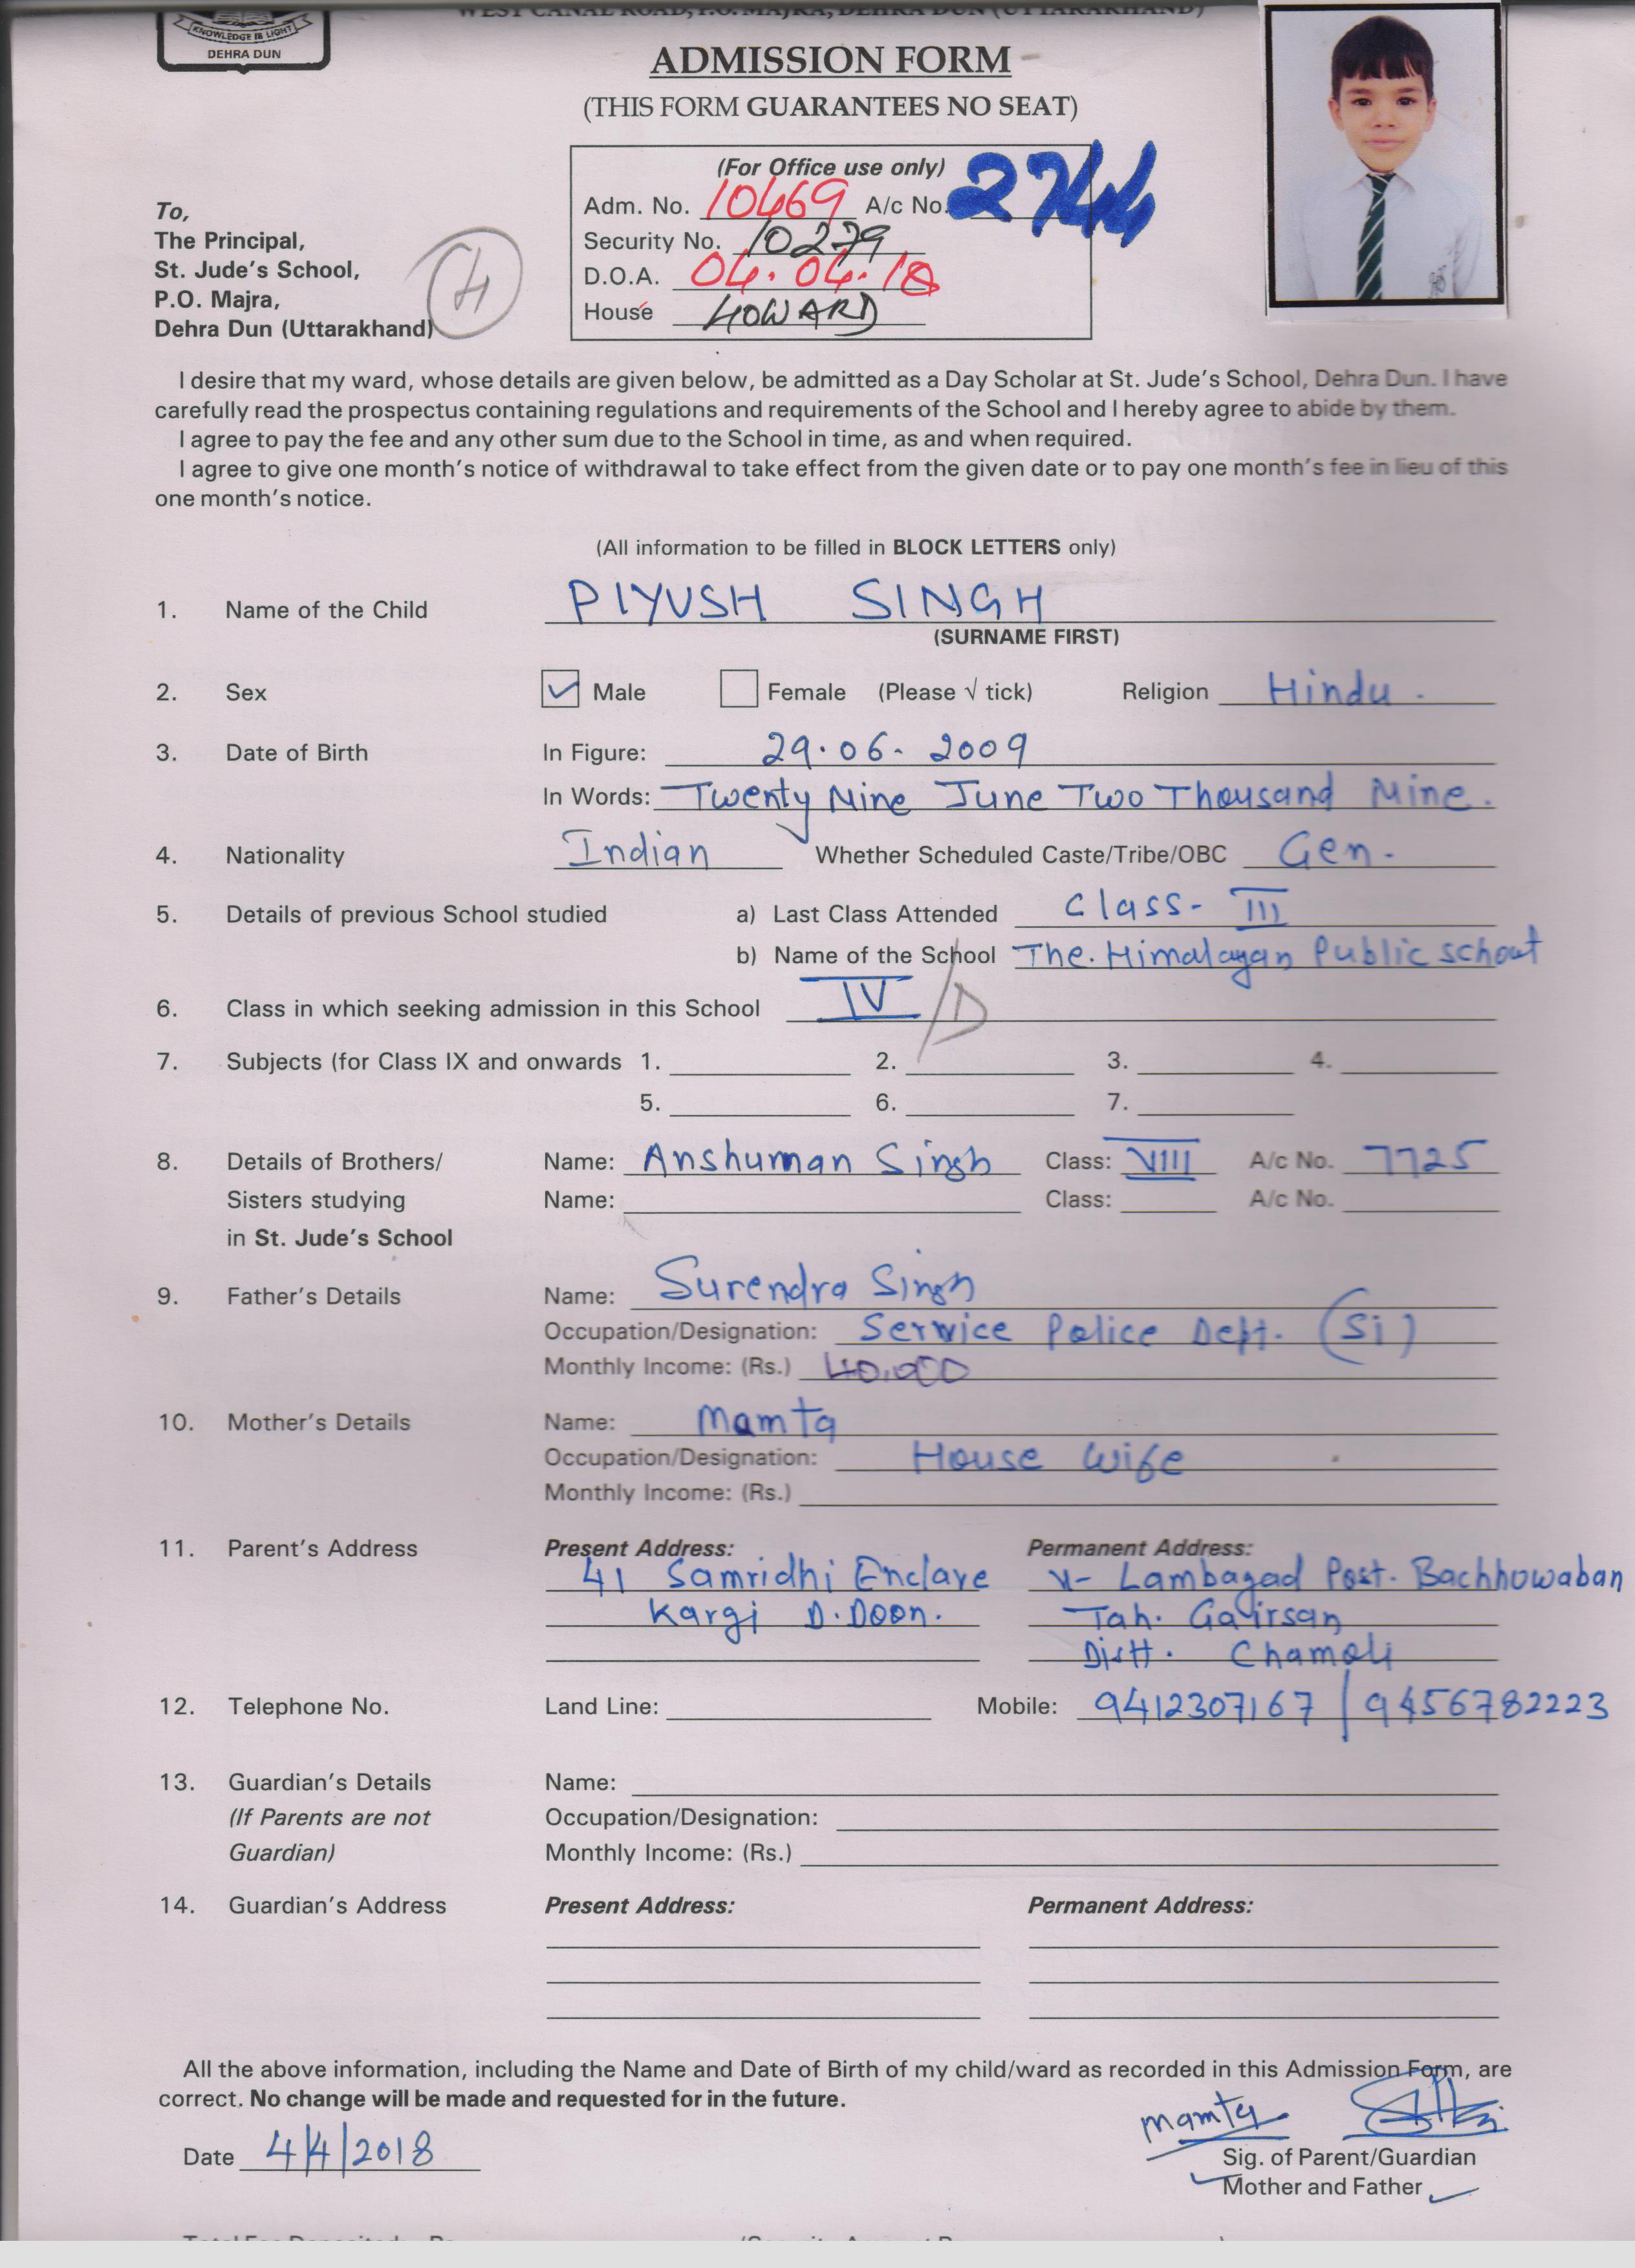 WEST CANAL ROAD, P.O. MAJRA, DEHRA DUN (UTTARAKHAND)
KNOWLEDGE IS LIGHT
DEHRA DUN
ADMISSION FORM
(THIS FORM GUARANTEES NO SEAT)
(For Office use only)
Adm. No. 10469 A/c No. 2744
Security No. 10279
D.O.A. 04.04.18
House HOWARD
To,
The Principal,
St. Jude's School,
P.O. Majra,
Dehra Dun (Uttarakhand)
H
I desire that my ward, whose details are given below, be admitted as a Day Scholar at St. Jude's School, Dehra Dun. I have
carefully read the prospectus containing regulations and requirements of the School and I hereby agree to abide by them.
I agree to pay the fee and any other sum due to the School in time, as and when required.
I agree to give one month's notice of withdrawal to take effect from the given date or to pay one month's fee in lieu of this
one month's notice.
(All information to be filled in BLOCK LETTERS only)
1. Name of the Child PIYUSH SINGH
(SURNAME FIRST)
2. Sex ✓ Male Female (Please √ tick) Religion Hindu.
3. Date of Birth In Figure: 29.06.2009
In Words: Twenty Nine June Two Thousand Nine.
4. Nationality Indian Whether Scheduled Caste/Tribe/OBC Gen.
5. Details of previous School studied a) Last Class Attended Class- III
b) Name of the School The. Himalayan Public school
6. Class in which seeking admission in this School IV/D
7. Subjects (for Class IX and onwards 1. 2. 3. 4.
5. 6. 7.
8. Details of Brothers/ Name: Anshuman Singh Class: VIII A/c No. 7725
Sisters studying Name: Class: A/c No.
in St. Jude's School
9. Father's Details Name: Surendra Singh
Occupation/Designation: Serwice Police Deptt. (Si)
Monthly Income: (Rs.) 40,000
10. Mother's Details Name: Mamta
Occupation/Designation: House Wife
Monthly Income: (Rs.)
11. Parent's Address Present Address: Permanent Address:
41 Samridhi Enclave V- Lambagad Post. Bachhowaban
Kargi D.Doon. Tah. Gairsan
Distt. Chamoli
12. Telephone No. Land Line: Mobile: 9412307167 / 9456782223
13. Guardian's Details Name:
(If Parents are not Occupation/Designation:
Guardian) Monthly Income: (Rs.)
14. Guardian's Address Present Address: Permanent Address:
All the above information, including the Name and Date of Birth of my child/ward as recorded in this Admission Form, are
correct. No change will be made and requested for in the future.
Mamta
Date 4/4/2018
Sig. of Parent/Guardian
Mother and Father